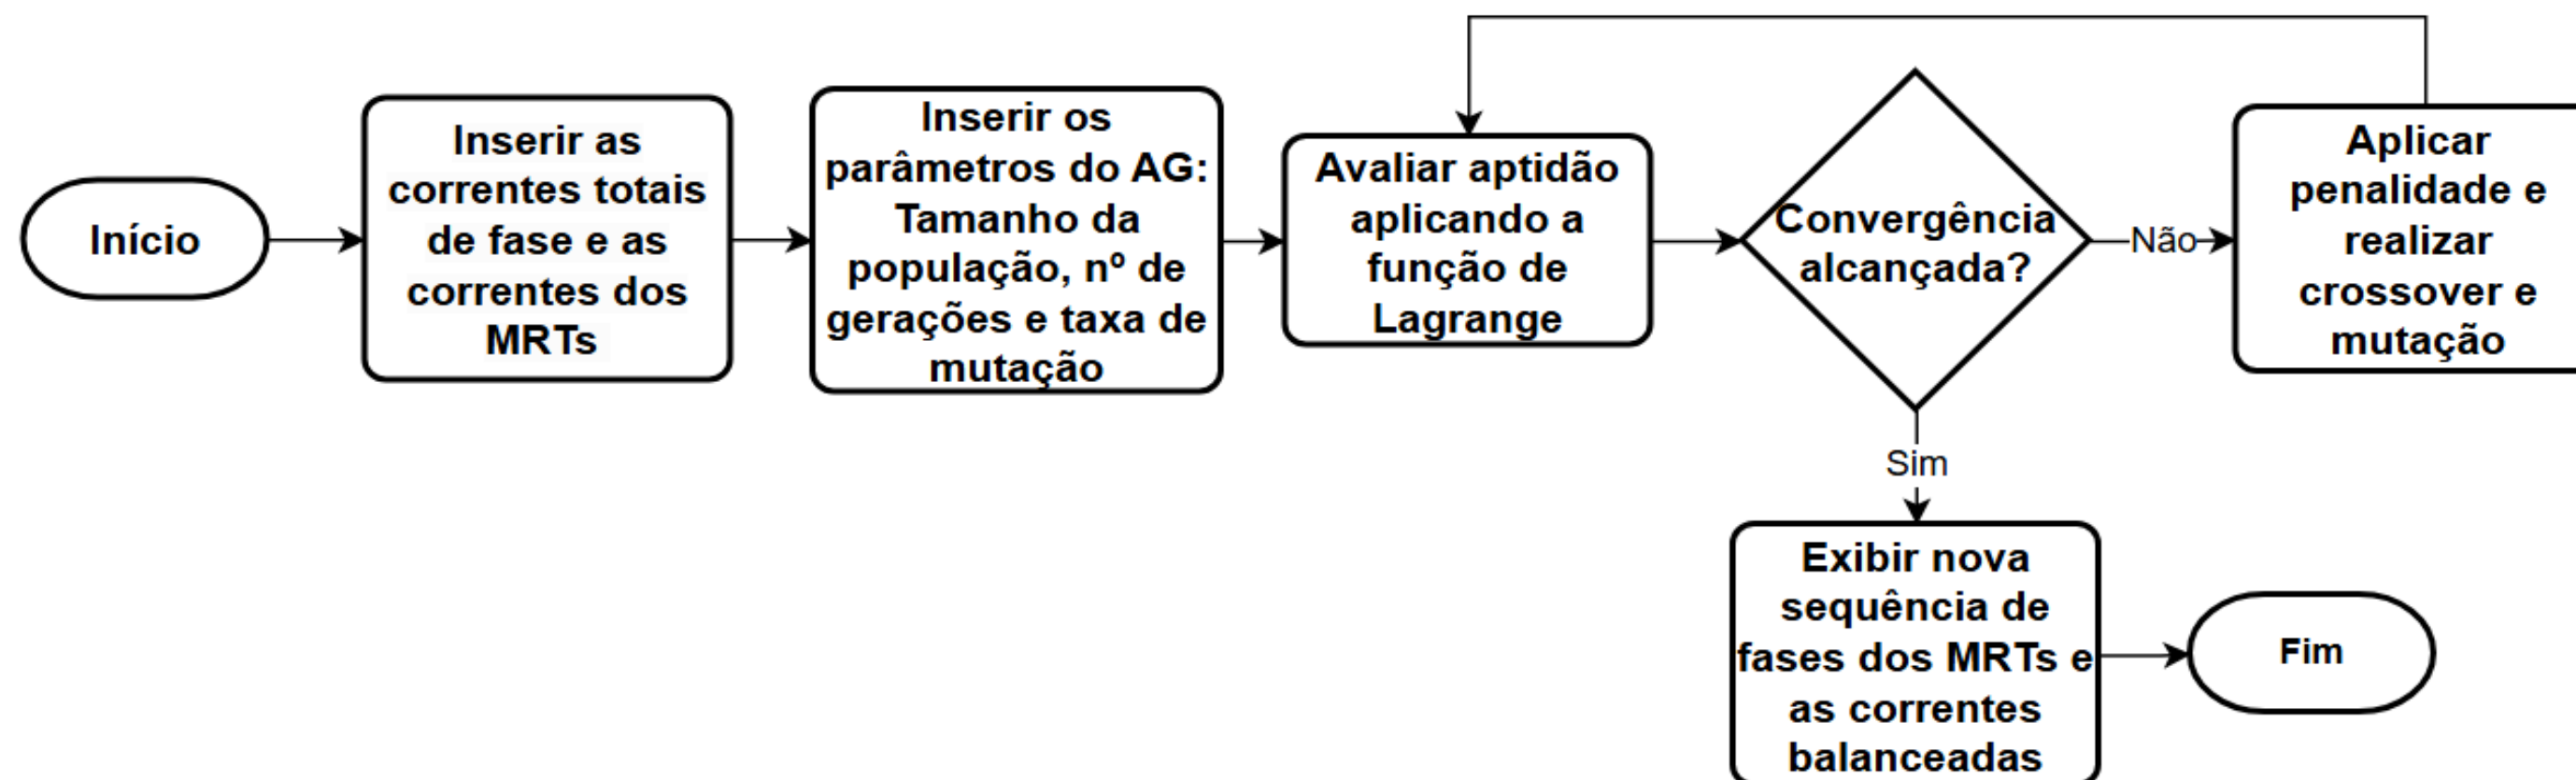 Início
Inserir as
correntes totais
de fase e as
correntes dos
MRTs
Inserir os
parâmetros do AG:
Tamanho da
população, nº de
gerações e taxa de
mutação
Avaliar aptidão
aplicando a
função de
Lagrange
Convergência
alcançada?
Não
Aplicar
penalidade e
realizar
crossover e
mutação
Sim
Exibir nova
sequência de
fases dos MRTs e
as correntes
balanceadas
Fim